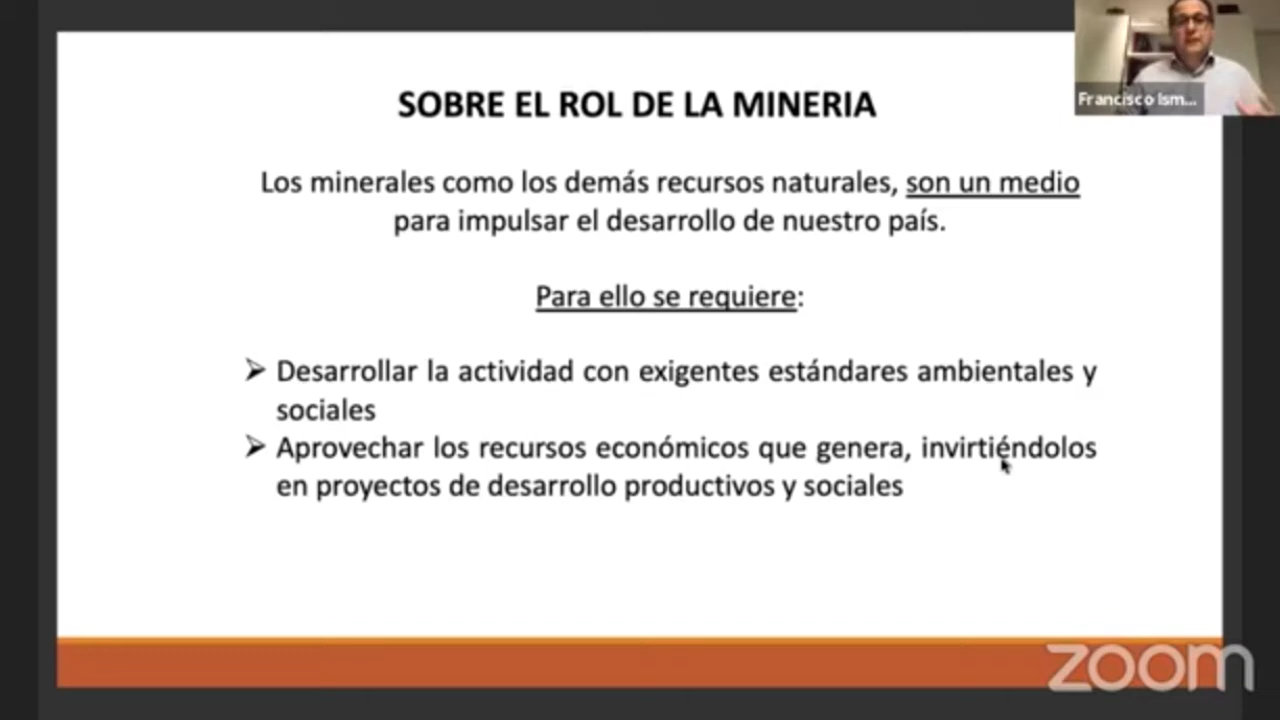 SOBRE EL ROL DE LA MINERIA
Francisco Ism...
Los minerales como los demás recursos naturales, son un medio
para impulsar el desarrollo de nuestro país.
Para ello se requiere:
➢ Desarrollar la actividad con exigentes estándares ambientales y
sociales
➢ Aprovechar los recursos económicos que genera, invirtiéndolos
en proyectos de desarrollo productivos y sociales
zoom